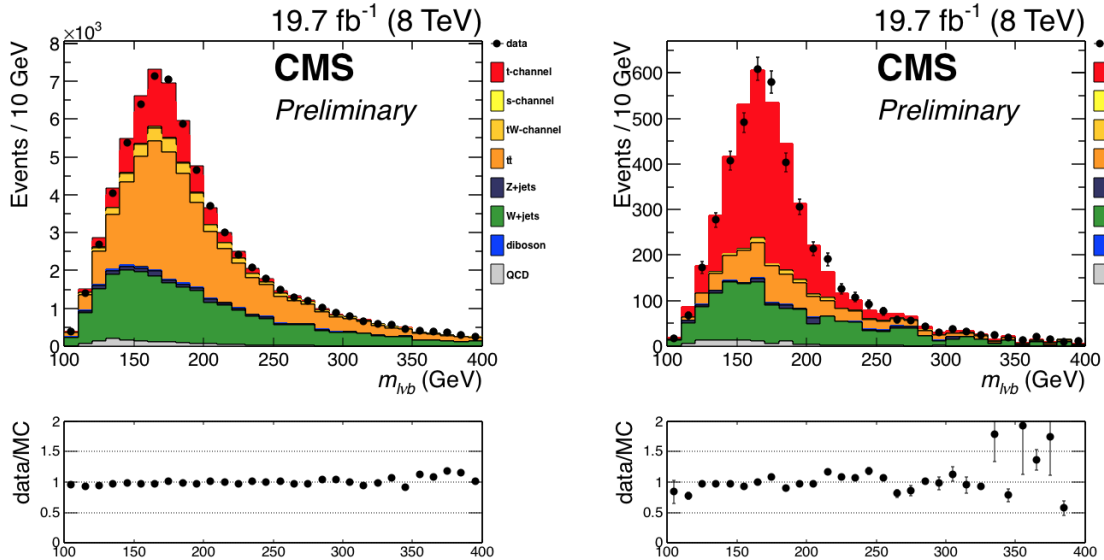 19.7 fb⁻¹ (8 TeV)
×10³
Events / 10 GeV
8
7
6
5
4
3
2
1
0
CMS
Preliminary
data
t-channel
s-channel
tW-channel
tt̄
Z+jets
W+jets
diboson
QCD
100 150 200 250 300 350 400
m_lνb (GeV)
data/MC
2
1.5
1
0.5
0
100 150 200 250 300 350 400
19.7 fb⁻¹ (8 TeV)
Events / 10 GeV
600
500
400
300
200
100
0
CMS
Preliminary
100 150 200 250 300 350 400
m_lνb (GeV)
data/MC
2
1.5
1
0.5
0
100 150 200 250 300 350 400